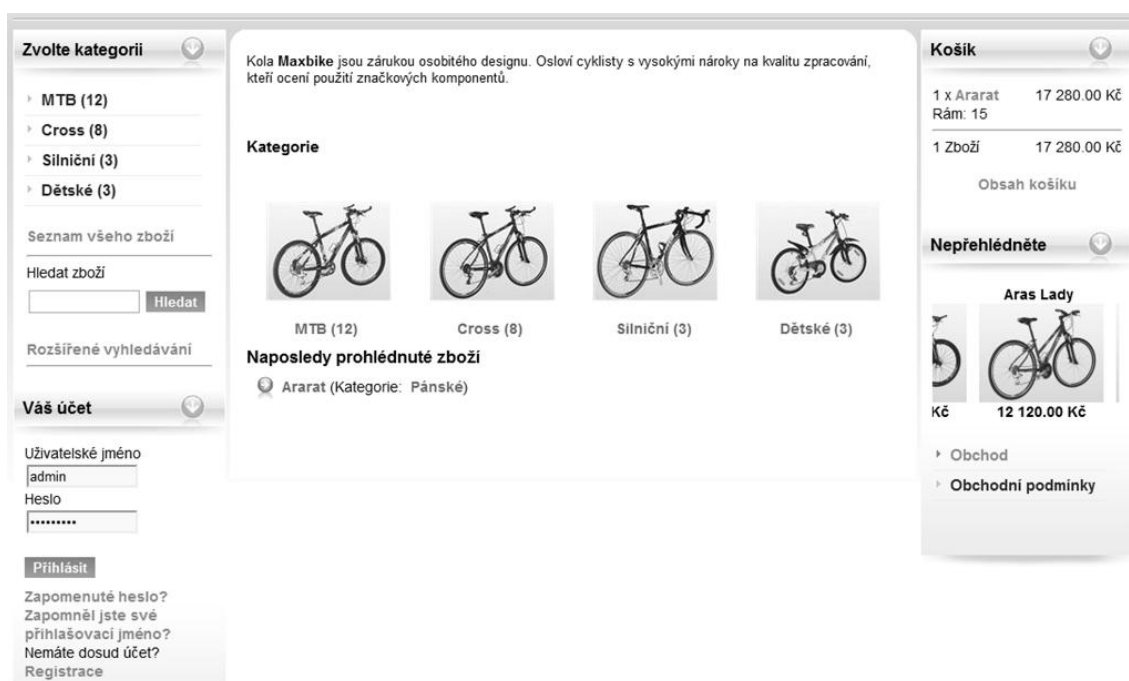 Zvolte kategorii
MTB (12)
Cross (8)
Silniční (3)
Dětské (3)
Seznam všeho zboží
Hledat zboží
Hledat
Rozšířené vyhledávání
Váš účet
Uživatelské jméno
admin
Heslo
•••••••••
Přihlásit
Zapomenuté heslo?
Zapomněl jste své
přihlašovací jméno?
Nemáte dosud účet?
Registrace
Kola Maxbike jsou zárukou osobitého designu. Osloví cyklisty s vysokými nároky na kvalitu zpracování,
kteří ocení použití značkových komponentů.
Kategorie
MTB (12) Cross (8) Silniční (3) Dětské (3)
Naposledy prohlédnuté zboží
Ararat (Kategorie: Pánské)
Košík
1 x Ararat 17 280.00 Kč
Rám: 15
1 Zboží 17 280.00 Kč
Obsah košíku
Nepřehlédněte
Aras Lady
Kč 12 120.00 Kč
Obchod
Obchodní podmínky